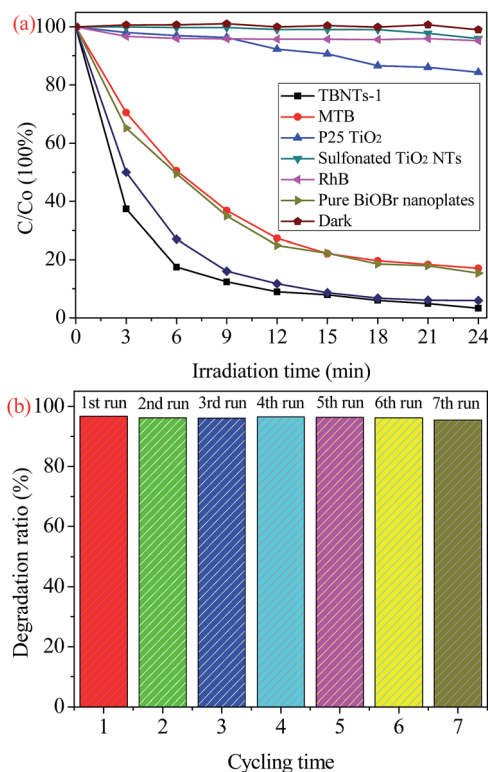 (a)
C/Co (100%)
100
80
60
40
20
0
TBNTs-1
MTB
P25 TiO₂
Sulfonated TiO₂ NTs
RhB
Pure BiOBr nanoplates
Dark
0 3 6 9 12 15 18 21 24
Irradiation time (min)
(b)
Degradation ratio (%)
100
80
60
40
20
0
1st run 2nd run 3rd run 4th run 5th run 6th run 7th run
1 2 3 4 5 6 7
Cycling time